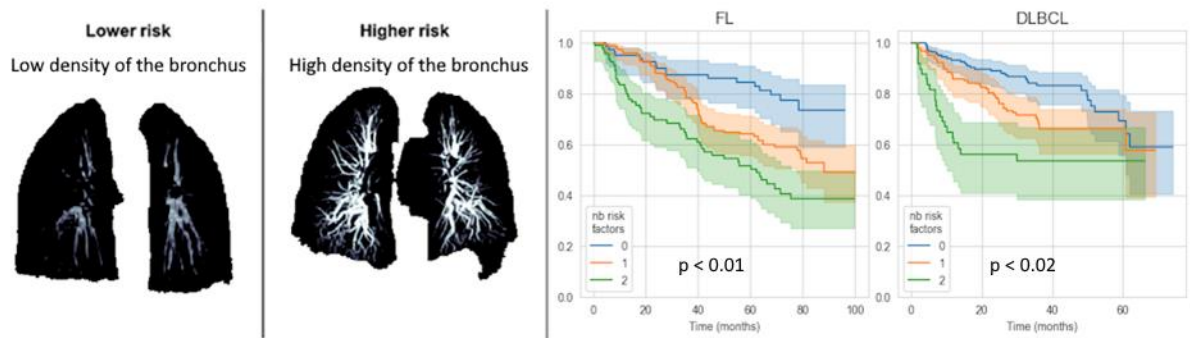 Lower risk
Low density of the bronchus
Higher risk
High density of the bronchus
FL
1.0
0.8
0.6
0.4
0.2
0.0
nb risk
factors
0
1
2
p < 0.01
0 20 40 60 80 100
Time (months)
DLBCL
1.0
0.8
0.6
0.4
0.2
0.0
nb risk
factors
0
1
2
p < 0.02
0 20 40 60
Time (months)